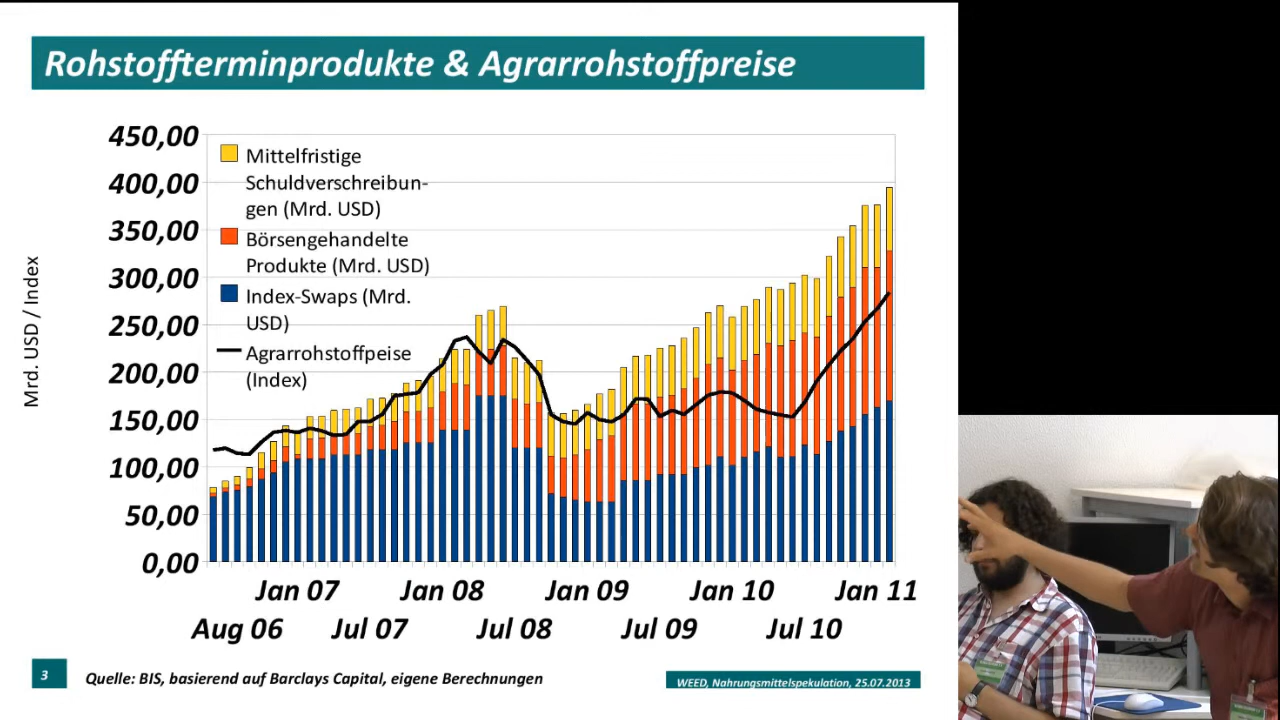 Rohstoffterminprodukte & Agrarrohstoffpreise
450,00
400,00
350,00
300,00
250,00
200,00
150,00
100,00
50,00
0,00
Mrd. USD / Index
Mittelfristige
Schuldverschreibun-
gen (Mrd. USD)
Börsengehandelte
Produkte (Mrd. USD)
Index-Swaps (Mrd.
USD)
Agrarrohstoffpeise
(Index)
Jan 07
Jan 08
Jan 09
Jan 10
Jan 11
Aug 06
Jul 07
Jul 08
Jul 09
Jul 10
3
Quelle: BIS, basierend auf Barclays Capital, eigene Berechnungen
WEED, Nahrungsmittelspekulation, 25.07.2013